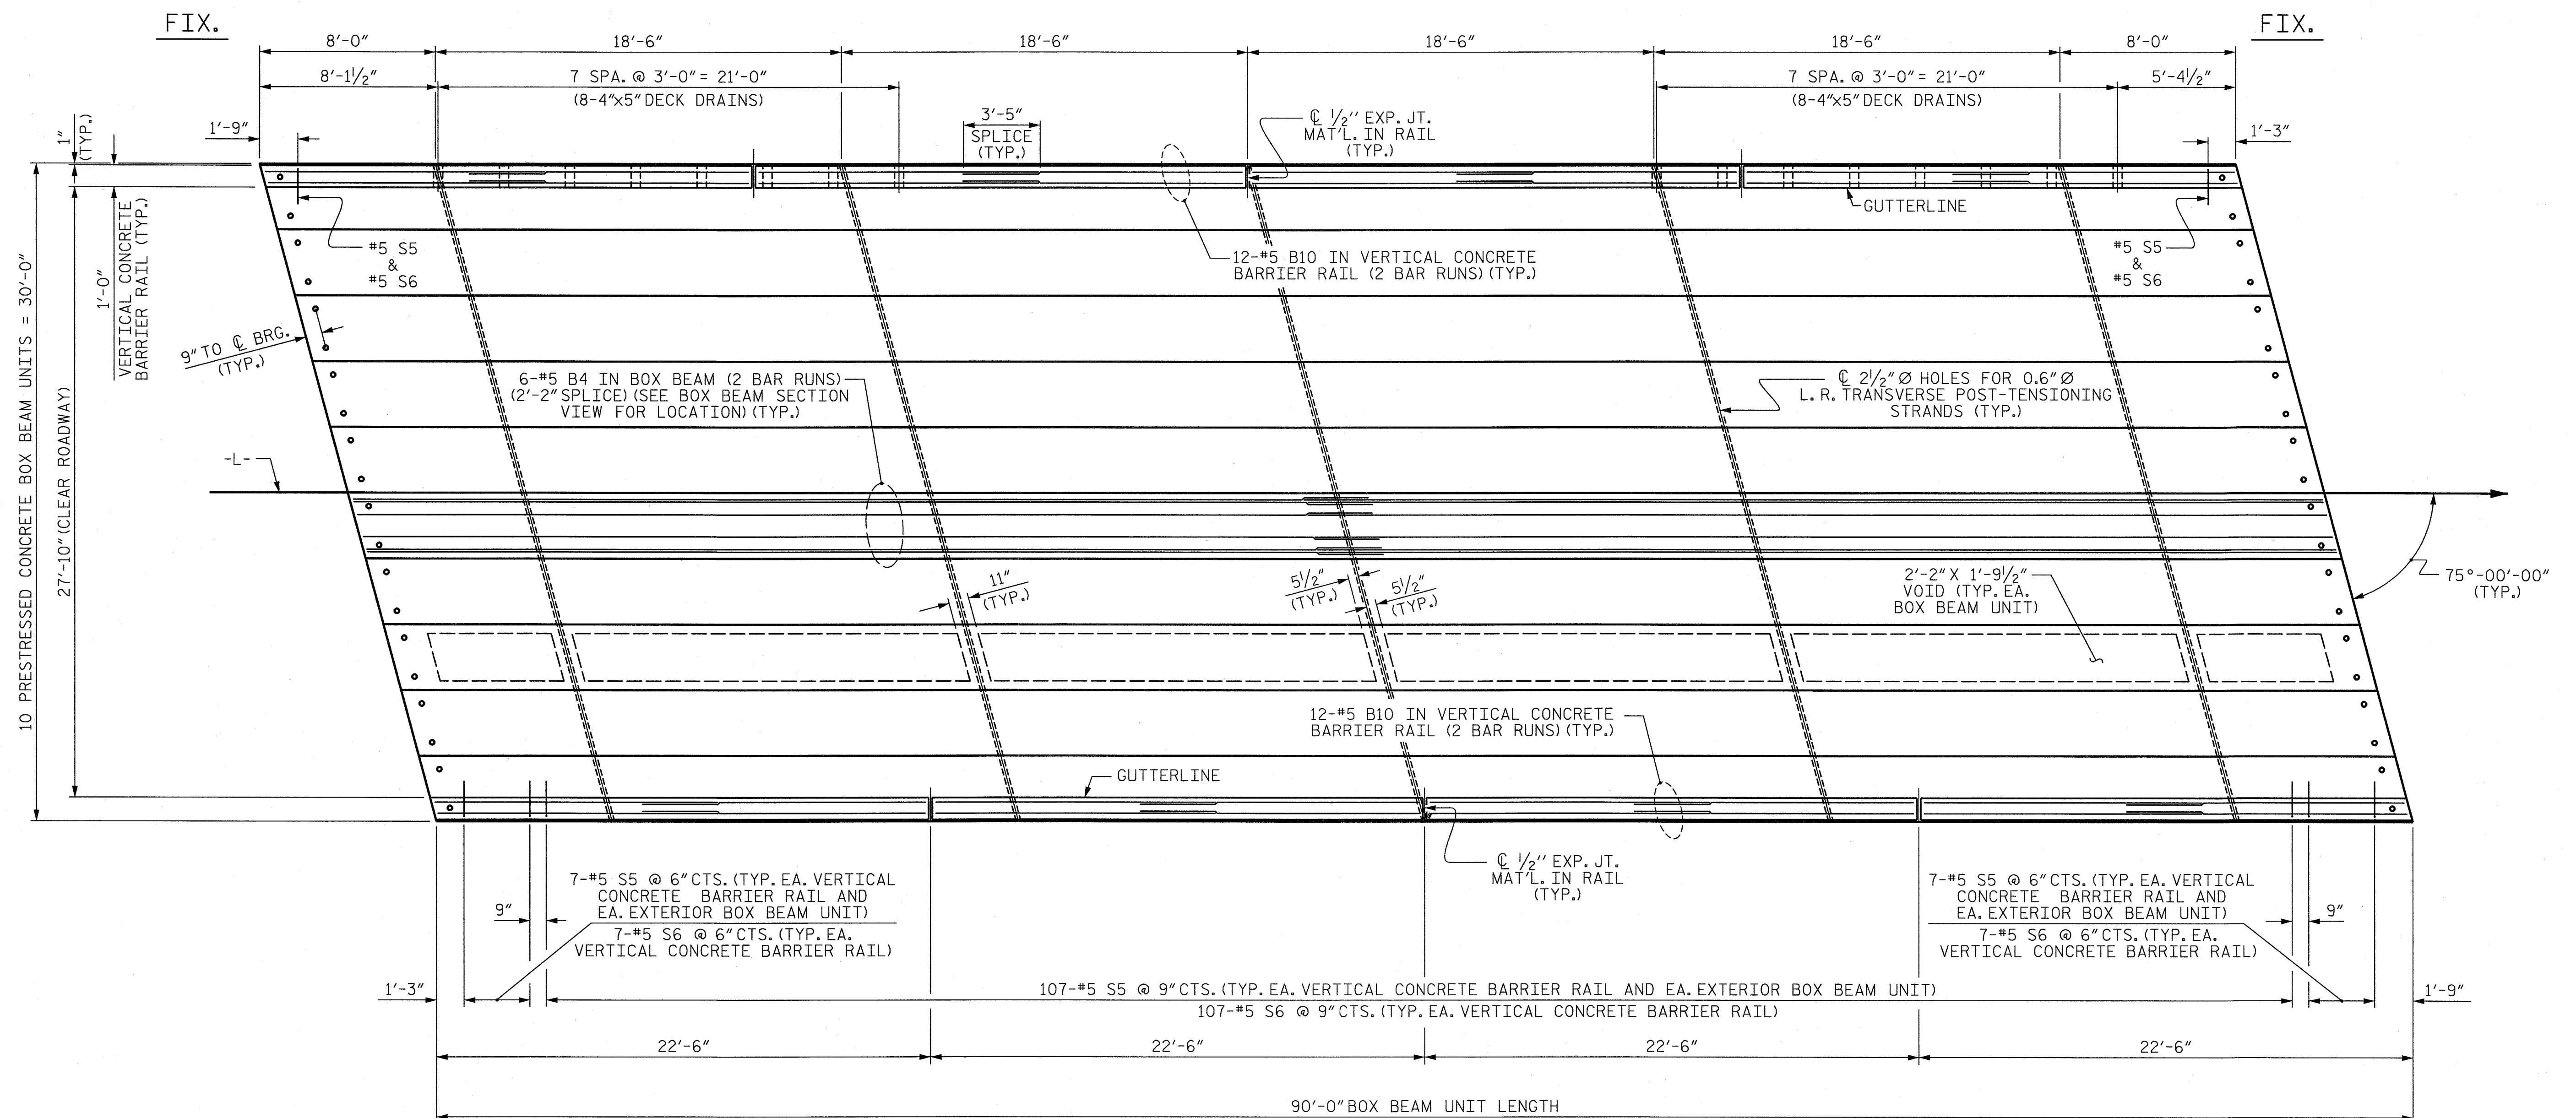 FIX.
FIX.
8'-0"
18'-6"
18'-6"
18'-6"
18'-6"
8'-0"
8'-1½"
7 SPA. @ 3'-0" = 21'-0"
(8-4"x5" DECK DRAINS)
7 SPA. @ 3'-0" = 21'-0"
(8-4"x5" DECK DRAINS)
5'-4½"
1"
(TYP.)
1'-9"
3'-5"
SPLICE
(TYP.)
℄ ½" EXP. JT.
MAT'L. IN RAIL
(TYP.)
1'-3"
GUTTERLINE
1'-0"
VERTICAL CONCRETE
BARRIER RAIL (TYP.)
#5 S5
&
#5 S6
12-#5 B10 IN VERTICAL CONCRETE
BARRIER RAIL (2 BAR RUNS) (TYP.)
#5 S5
&
#5 S6
10 PRESTRESSED CONCRETE BOX BEAM UNITS = 30'-0"
27'-10" (CLEAR ROADWAY)
9" TO ℄ BRG.
(TYP.)
6-#5 B4 IN BOX BEAM (2 BAR RUNS)
(2'-2" SPLICE) (SEE BOX BEAM SECTION
VIEW FOR LOCATION) (TYP.)
℄ 2½" Ø HOLES FOR 0.6" Ø
L. R. TRANSVERSE POST-TENSIONING
STRANDS (TYP.)
-L-
11"
(TYP.)
5½"
(TYP.)
5½"
(TYP.)
2'-2" X 1'-9½"
VOID (TYP. EA.
BOX BEAM UNIT)
75°-00'-00"
(TYP.)
12-#5 B10 IN VERTICAL CONCRETE
BARRIER RAIL (2 BAR RUNS) (TYP.)
GUTTERLINE
℄ ½" EXP. JT.
MAT'L. IN RAIL
(TYP.)
7-#5 S5 @ 6" CTS. (TYP. EA. VERTICAL
CONCRETE BARRIER RAIL AND
EA. EXTERIOR BOX BEAM UNIT)
7-#5 S6 @ 6" CTS. (TYP. EA.
VERTICAL CONCRETE BARRIER RAIL)
9"
7-#5 S5 @ 6" CTS. (TYP. EA. VERTICAL
CONCRETE BARRIER RAIL AND
EA. EXTERIOR BOX BEAM UNIT)
7-#5 S6 @ 6" CTS. (TYP. EA.
VERTICAL CONCRETE BARRIER RAIL)
9"
1'-3"
107-#5 S5 @ 9" CTS. (TYP. EA. VERTICAL CONCRETE BARRIER RAIL AND EA. EXTERIOR BOX BEAM UNIT)
107-#5 S6 @ 9" CTS. (TYP. EA. VERTICAL CONCRETE BARRIER RAIL)
1'-9"
22'-6"
22'-6"
22'-6"
22'-6"
90'-0" BOX BEAM UNIT LENGTH